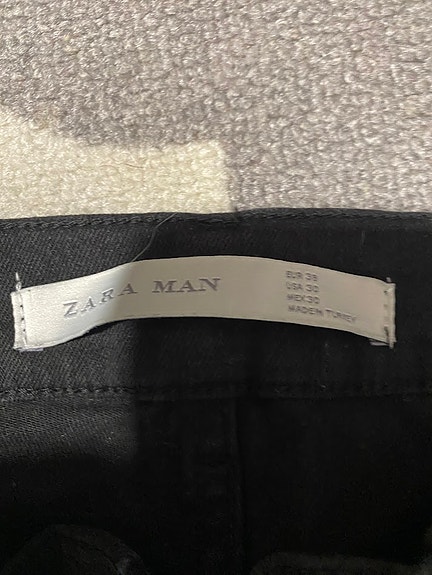 ZARA MAN
EUR 38
USA 30
MEX 30
MADE IN TURKEY